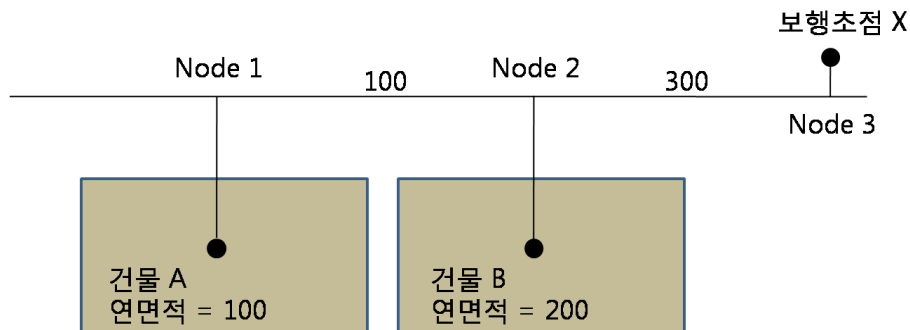 보행초점 X
Node 1
100
Node 2
300
Node 3
건물 A
연면적 = 100
건물 B
연면적 = 200